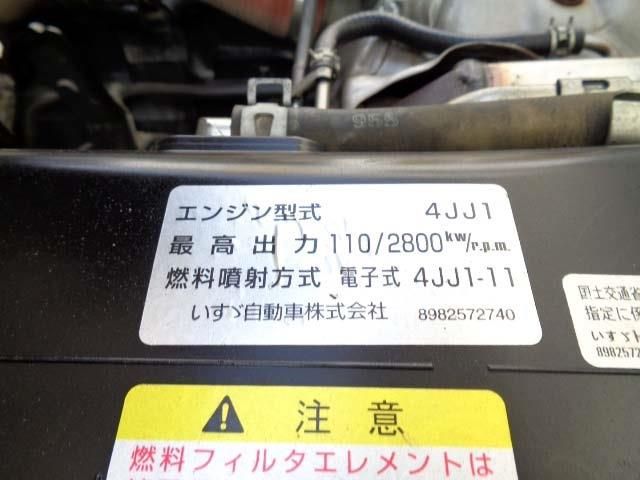 955
エンジン型式 4JJ1
最高出力 110/2800kw/r.p.m.
燃料噴射方式 電子式 4JJ1-11
いすゞ自動車株式会社 8982572740
国土交通省
指定に係
いすゞ
8982572
注意
燃料フィルタエレメントは